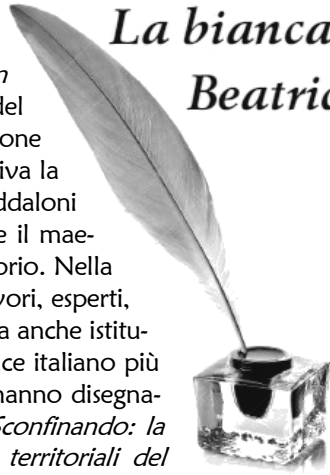 La bianca
Beatric
n
del
one
iva la
ddaloni
e il mae-
orio. Nella
vori, esperti,
a anche istitu-
ce italiano più
hanno disegna-
Sconfinando: la
territoriali del